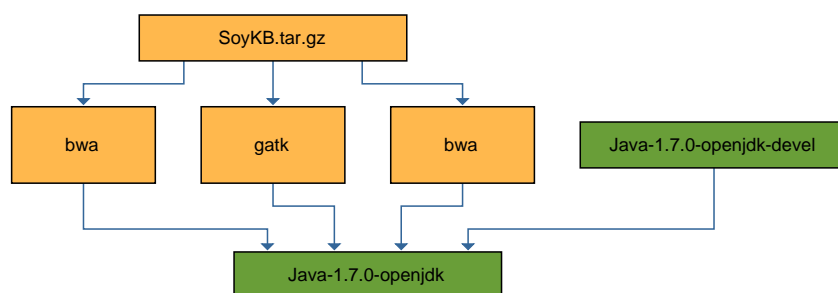 SoyKB.tar.gz
bwa
gatk
bwa
Java-1.7.0-openjdk-devel
Java-1.7.0-openjdk